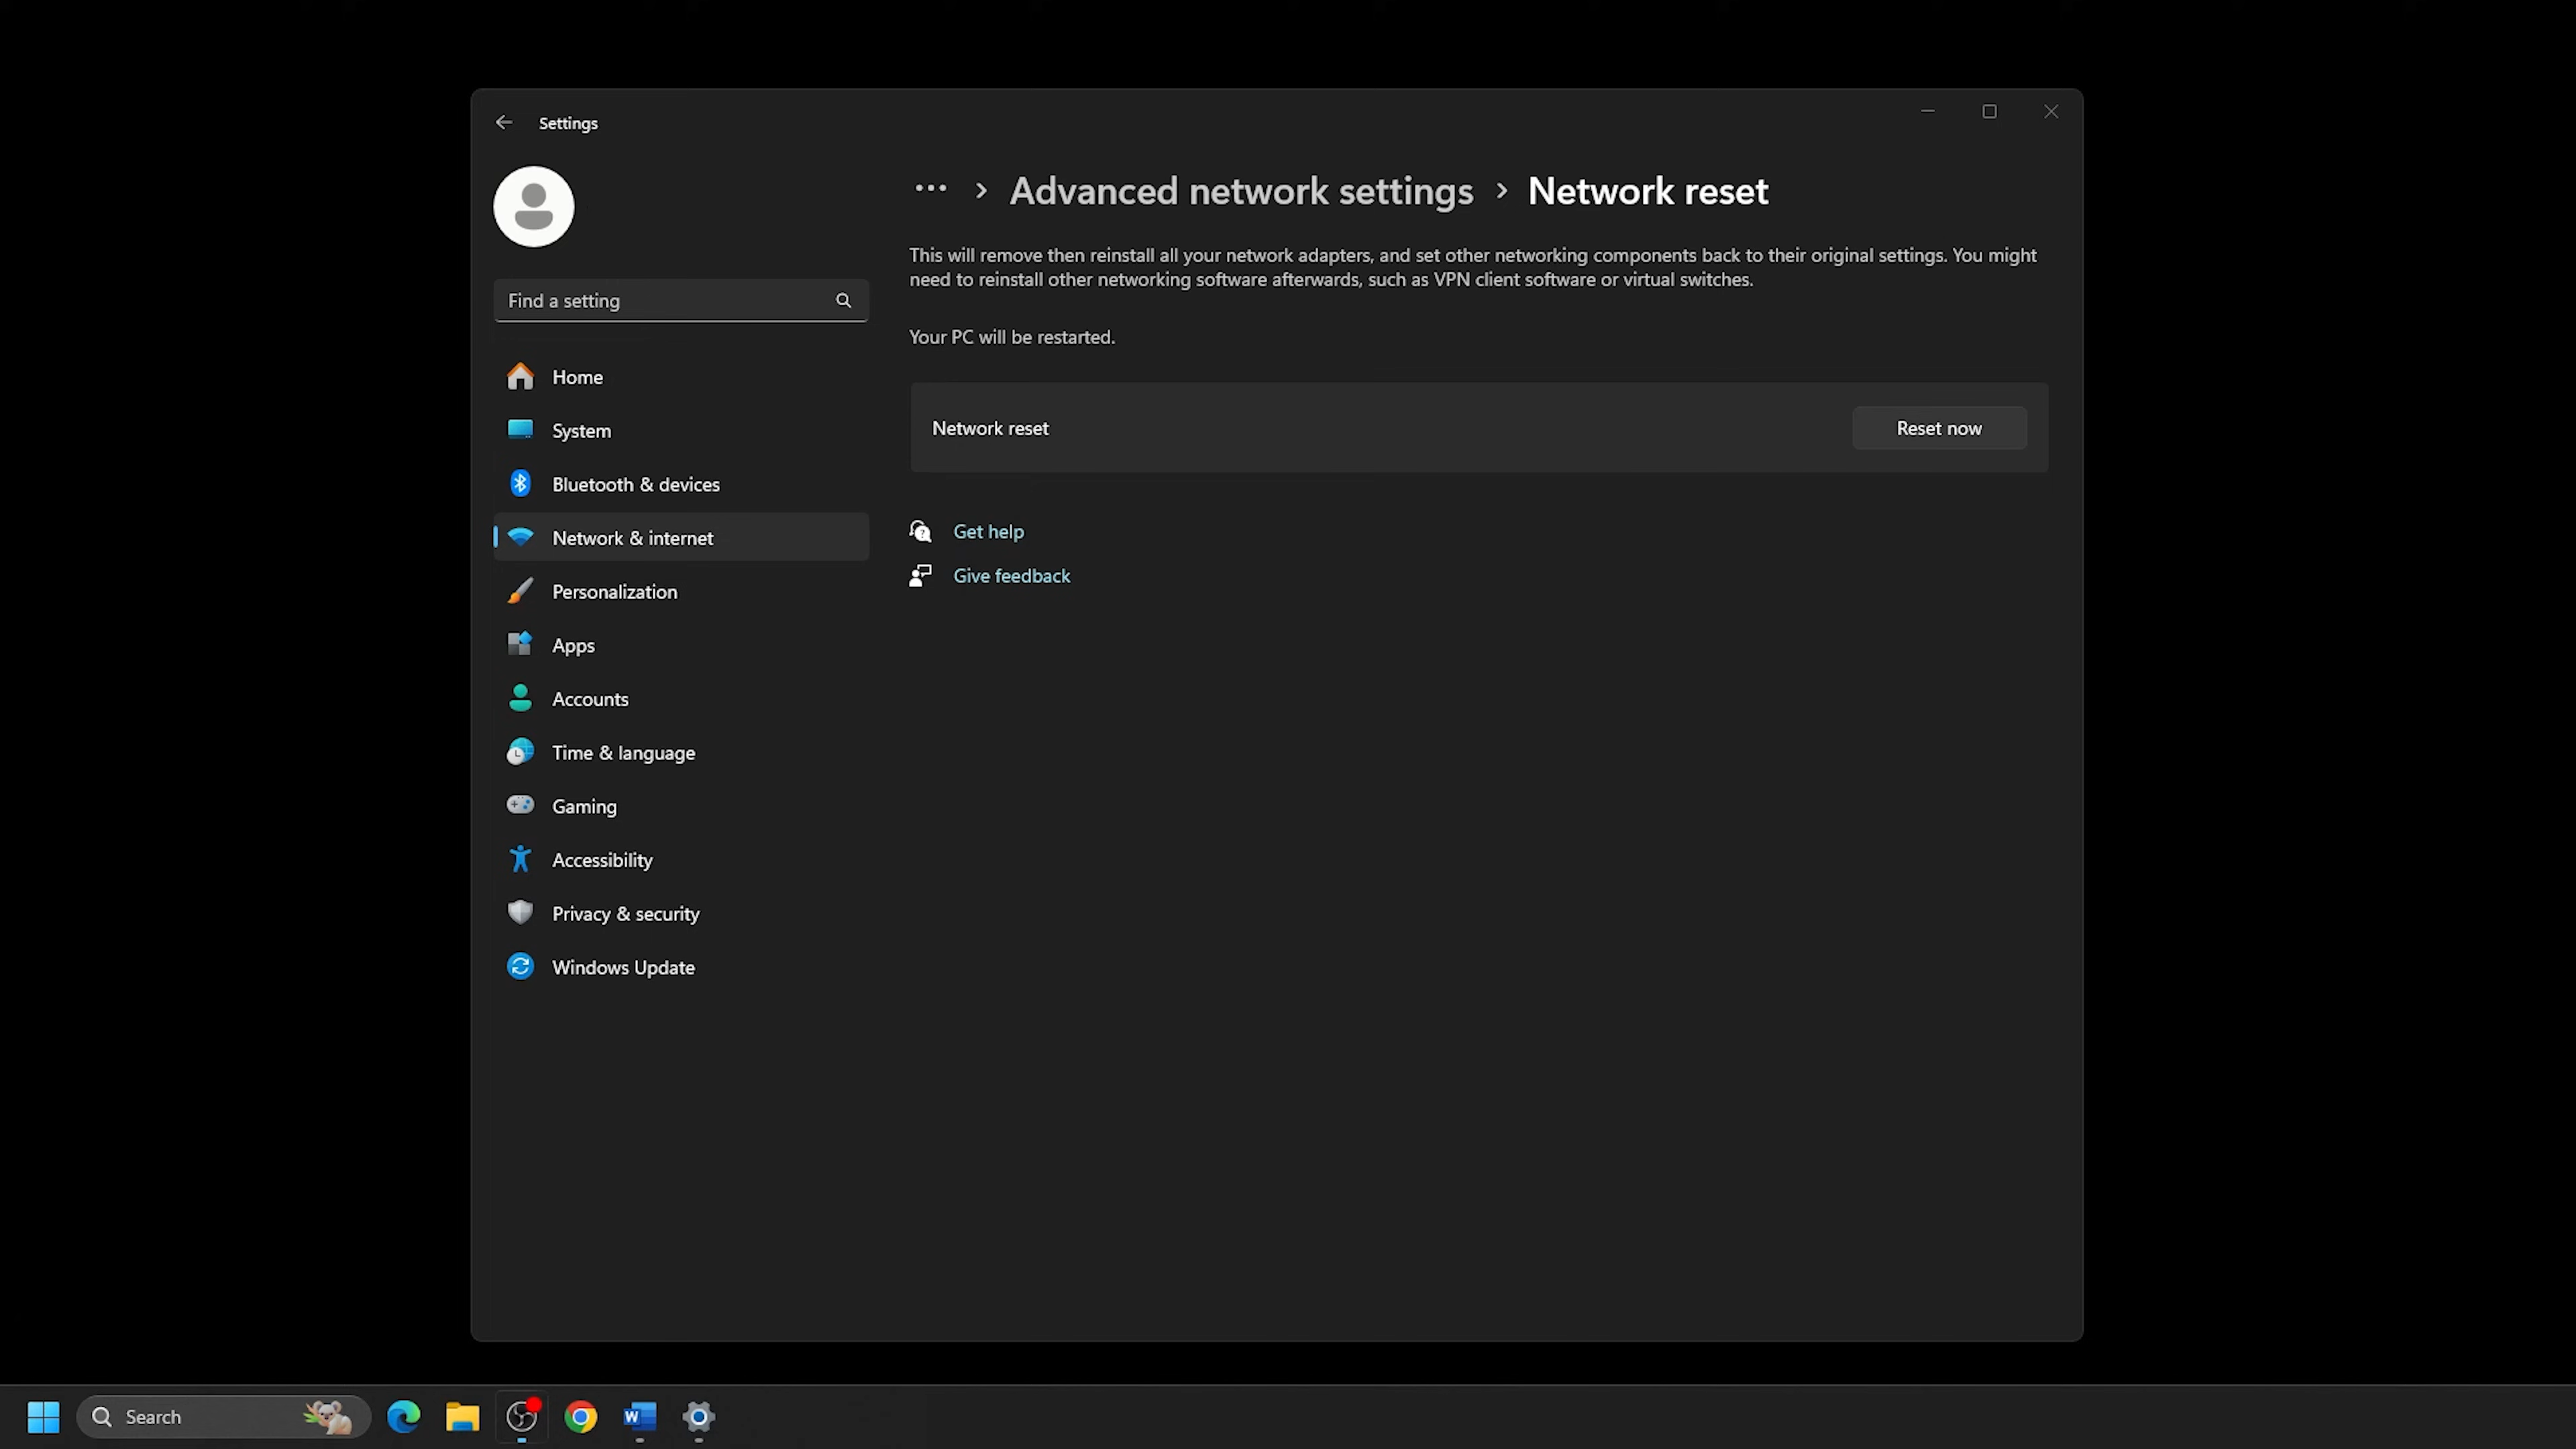 Settings
Find a setting
Home
System
Bluetooth & devices
Network & internet
Personalization
Apps
Accounts
Time & language
Gaming
Accessibility
Privacy & security
Windows Update
Advanced network settings > Network reset
This will remove then reinstall all your network adapters, and set other networking components back to their original settings. You might
need to reinstall other networking software afterwards, such as VPN client software or virtual switches.
Your PC will be restarted.
Network reset
Reset now
Get help
Give feedback
Search